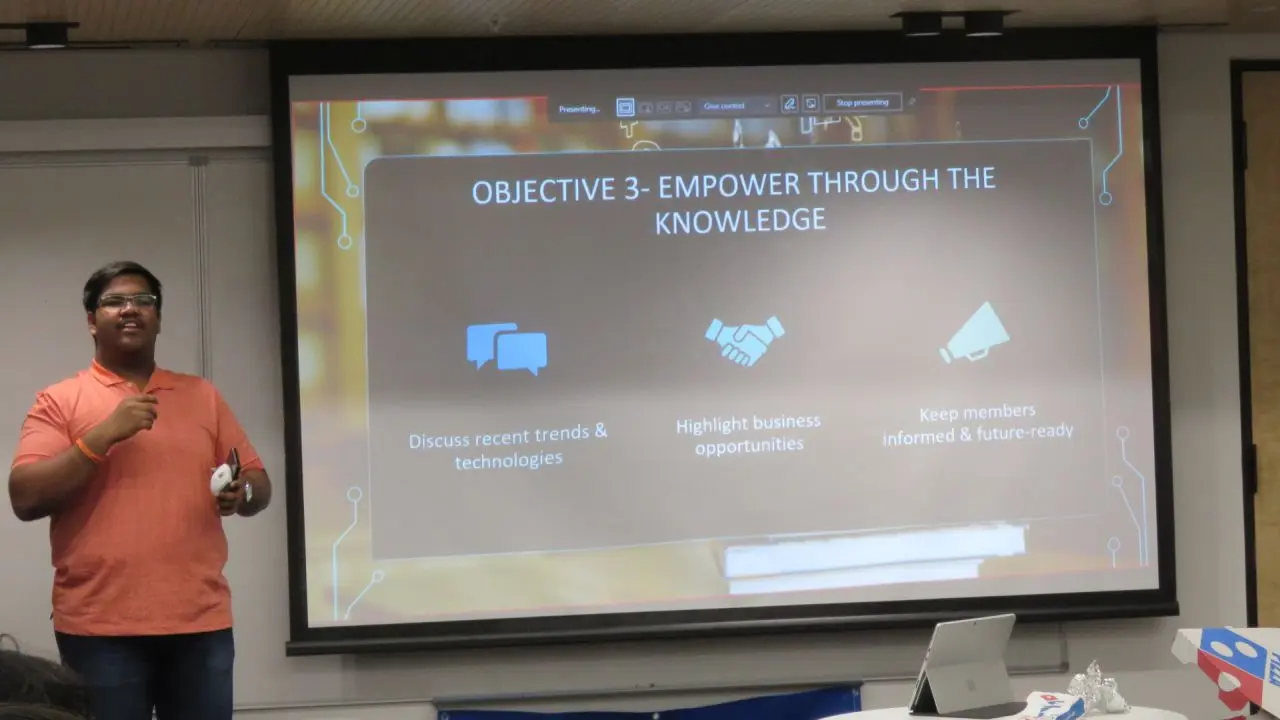 Presenting... Give control Stop presenting
OBJECTIVE 3- EMPOWER THROUGH THE
KNOWLEDGE
Discuss recent trends &
technologies
Highlight business
opportunities
Keep members
informed & future-ready